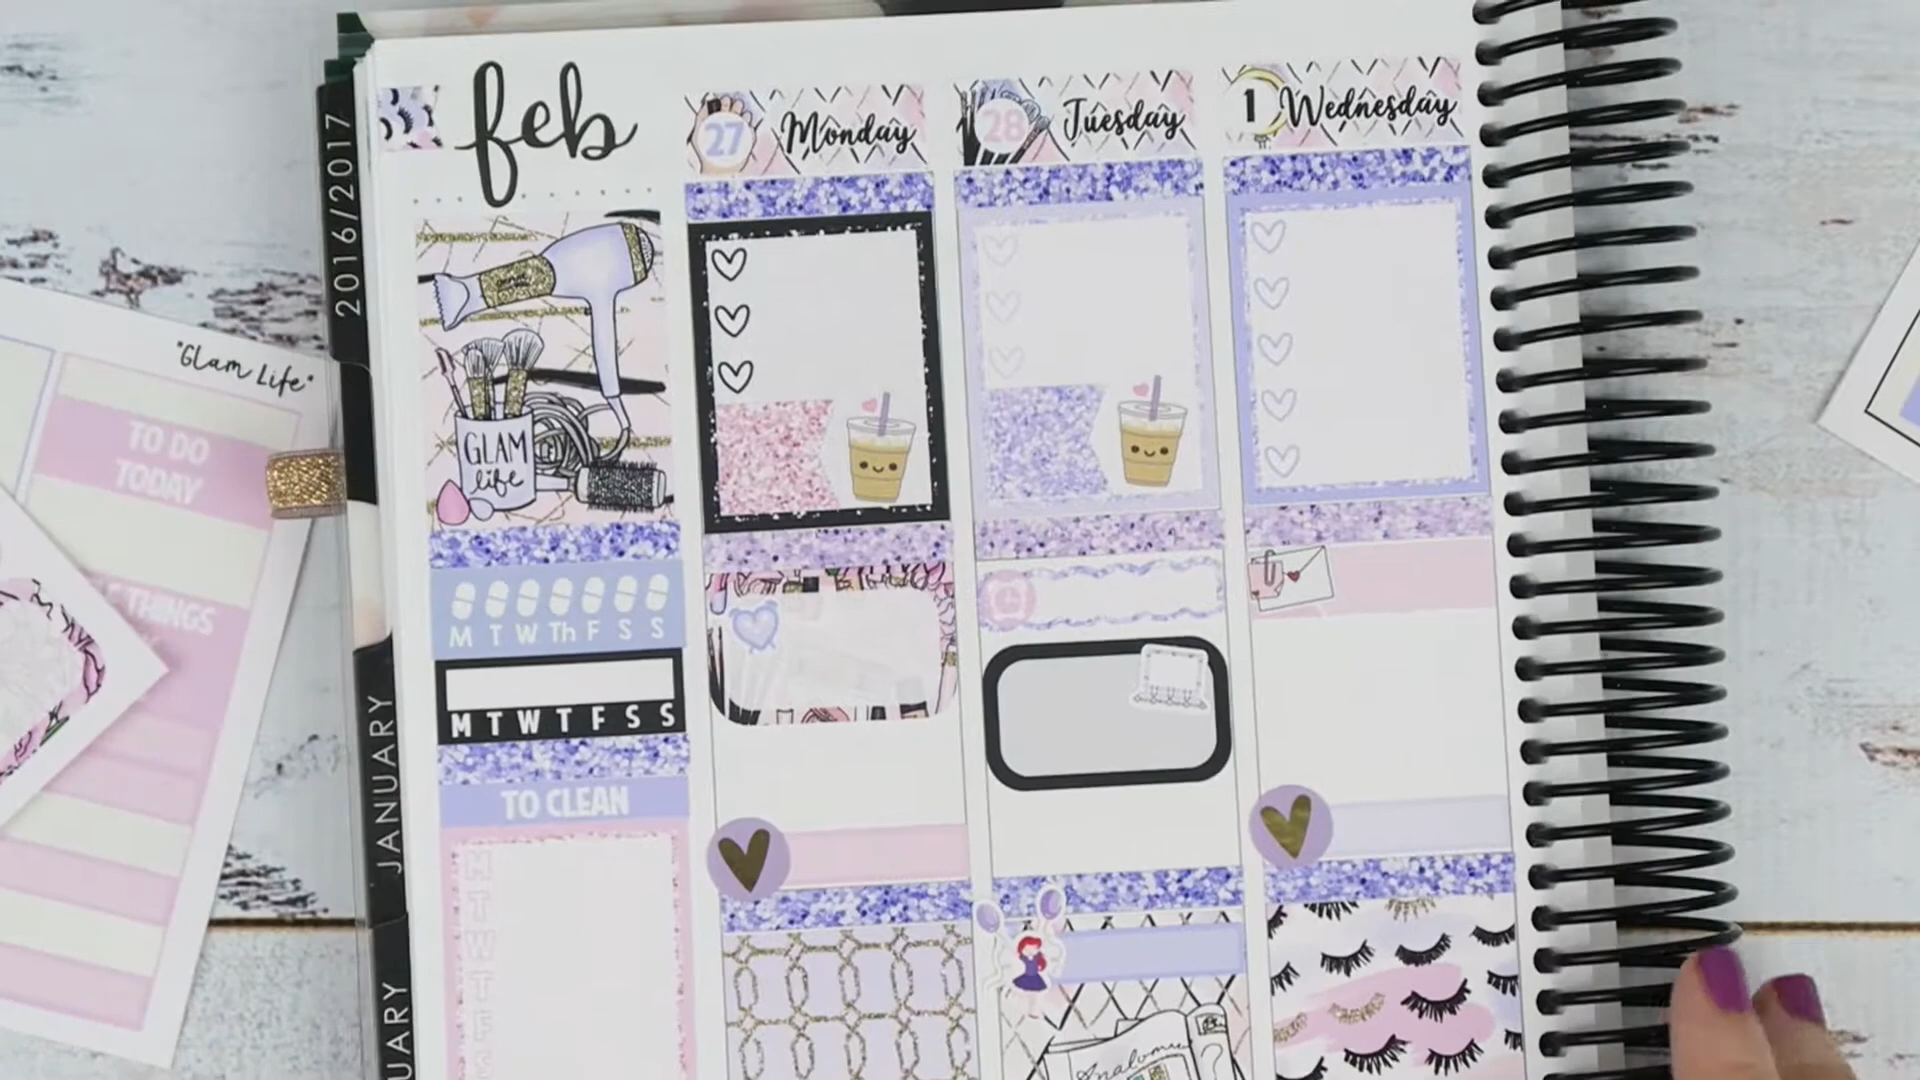 feb
27 Monday
28 Tuesday
1 Wednesday
2016/2017
"Glam Life"
TO DO
TODAY
THINGS
GLAM
life
M T W Th F S S
M T W T F S S
TO CLEAN
M
T
W
T
F
S
JANUARY
UARY